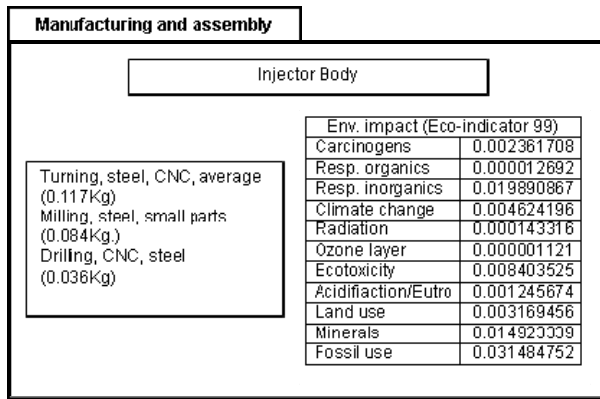 Manufacturing and assembly
Injector Body
Turning, steel, CNC, average
(0.117Kg)
Milling, steel, small parts
(0.084Kg.)
Drilling, CNC, steel
(0.036Kg)
Env. impact (Eco-indicator 99)
Carcinogens 0.002361708
Resp. organics 0.000012692
Resp. inorganics 0.019890867
Climate change 0.004624196
Radiation 0.000143316
Ozone layer 0.000001121
Ecotoxicity 0.008403525
Acidifiaction/Eutro 0.001245674
Land use 0.003169456
Minerals
Fossil use 0.031484752